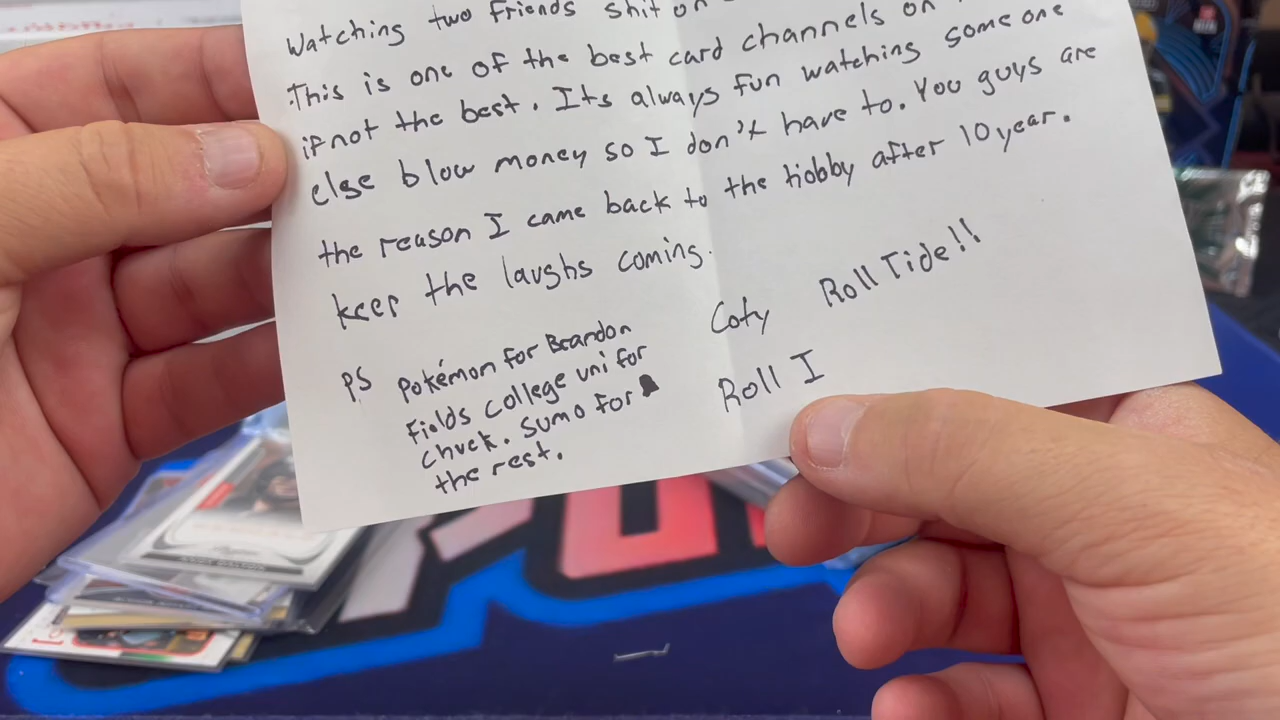 Watching two friends shit on
This is one of the best card channels on
if not the best. Its always fun watching someone
else blow money so I don't have to. You guys are
the reason I came back to the hobby after 10 year.
keep the laughs coming.
Coty Roll Tide!!
Roll I
PS Pokémon for Brandon
Fields college uni for
chuck. Sumo for
the rest.